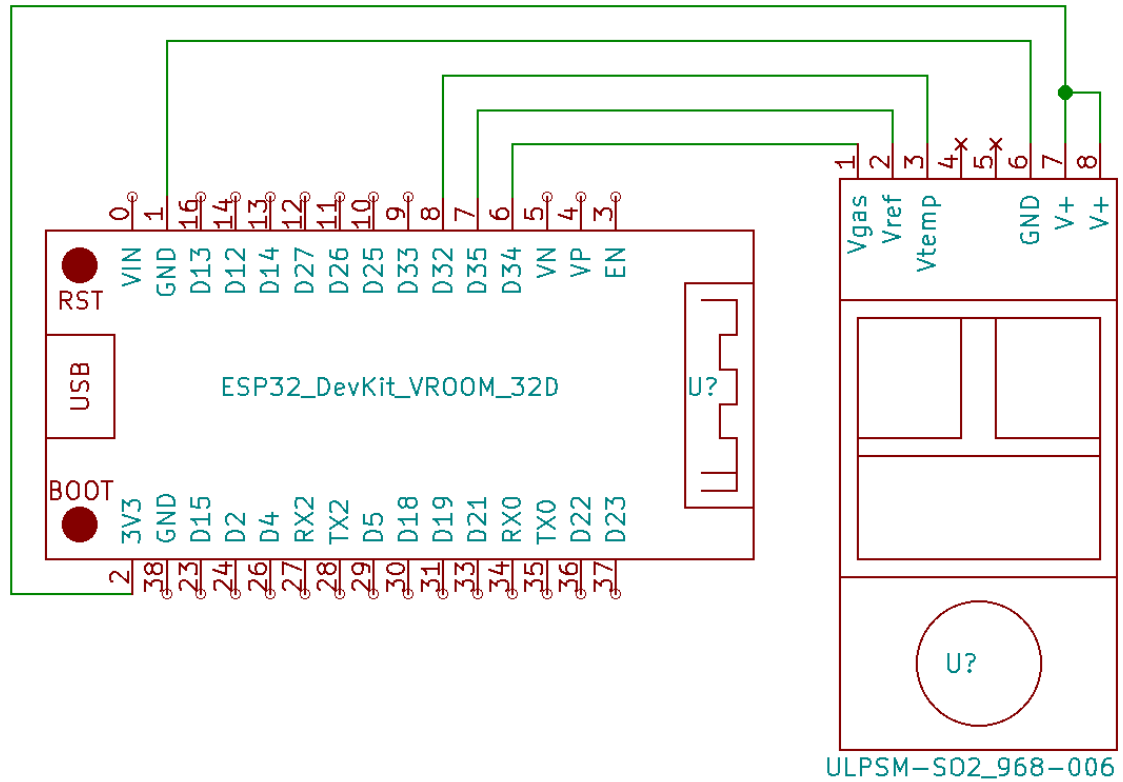 1 2 3 4 5 6 7 8
Vgas Vref Vtemp GND V+ V+
0 1 16 14 13 12 11 10 9 8 7 6 5 4 3
VIN GND D13 D12 D14 D27 D26 D25 D33 D32 D35 D34 VN VP EN
RST
USB
ESP32_DevKit_VROOM_32D
U?
BOOT
3V3 GND D15 D2 D4 RX2 TX2 D5 D18 D19 D21 RX0 TX0 D22 D23
2 38 23 24 26 27 28 29 30 31 33 34 35 36 37
U?
ULPSM-SO2_968-006